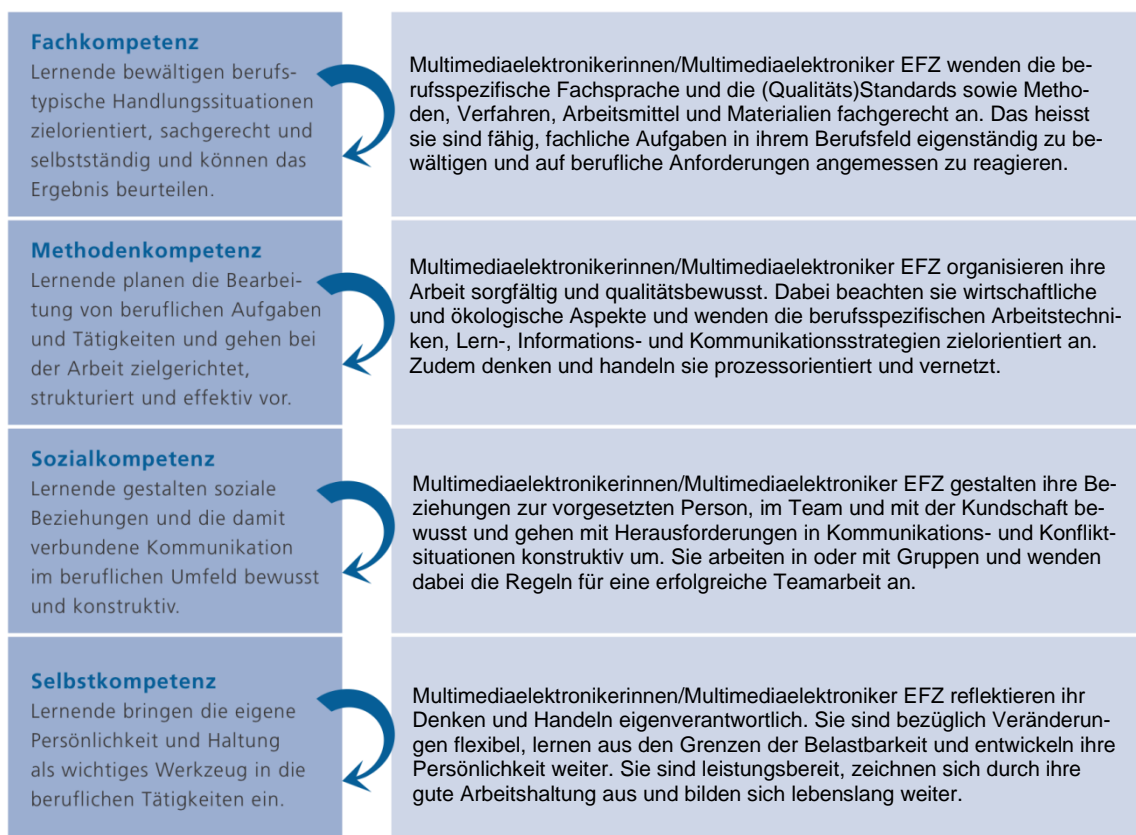 Fachkompetenz
Lernende bewältigen berufs-
typische Handlungssituationen
zielorientiert, sachgerecht und
selbstständig und können das
Ergebnis beurteilen.
Multimediaelektronikerinnen/Multimediaelektroniker EFZ wenden die be-
rufsspezifische Fachsprache und die (Qualitäts)Standards sowie Metho-
den, Verfahren, Arbeitsmittel und Materialien fachgerecht an. Das heisst
sie sind fähig, fachliche Aufgaben in ihrem Berufsfeld eigenständig zu be-
wältigen und auf berufliche Anforderungen angemessen zu reagieren.
Methodenkompetenz
Lernende planen die Bearbei-
tung von beruflichen Aufgaben
und Tätigkeiten und gehen bei
der Arbeit zielgerichtet,
strukturiert und effektiv vor.
Multimediaelektronikerinnen/Multimediaelektroniker EFZ organisieren ihre
Arbeit sorgfältig und qualitätsbewusst. Dabei beachten sie wirtschaftliche
und ökologische Aspekte und wenden die berufsspezifischen Arbeitstechni-
ken, Lern-, Informations- und Kommunikationsstrategien zielorientiert an.
Zudem denken und handeln sie prozessorientiert und vernetzt.
Sozialkompetenz
Lernende gestalten soziale
Beziehungen und die damit
verbundene Kommunikation
im beruflichen Umfeld bewusst
und konstruktiv.
Multimediaelektronikerinnen/Multimediaelektroniker EFZ gestalten ihre Be-
ziehungen zur vorgesetzten Person, im Team und mit der Kundschaft be-
wusst und gehen mit Herausforderungen in Kommunikations- und Konflikt-
situationen konstruktiv um. Sie arbeiten in oder mit Gruppen und wenden
dabei die Regeln für eine erfolgreiche Teamarbeit an.
Selbstkompetenz
Lernende bringen die eigene
Persönlichkeit und Haltung
als wichtiges Werkzeug in die
beruflichen Tätigkeiten ein.
Multimediaelektronikerinnen/Multimediaelektroniker EFZ reflektieren ihr
Denken und Handeln eigenverantwortlich. Sie sind bezüglich Veränderun-
gen flexibel, lernen aus den Grenzen der Belastbarkeit und entwickeln ihre
Persönlichkeit weiter. Sie sind leistungsbereit, zeichnen sich durch ihre
gute Arbeitshaltung aus und bilden sich lebenslang weiter.